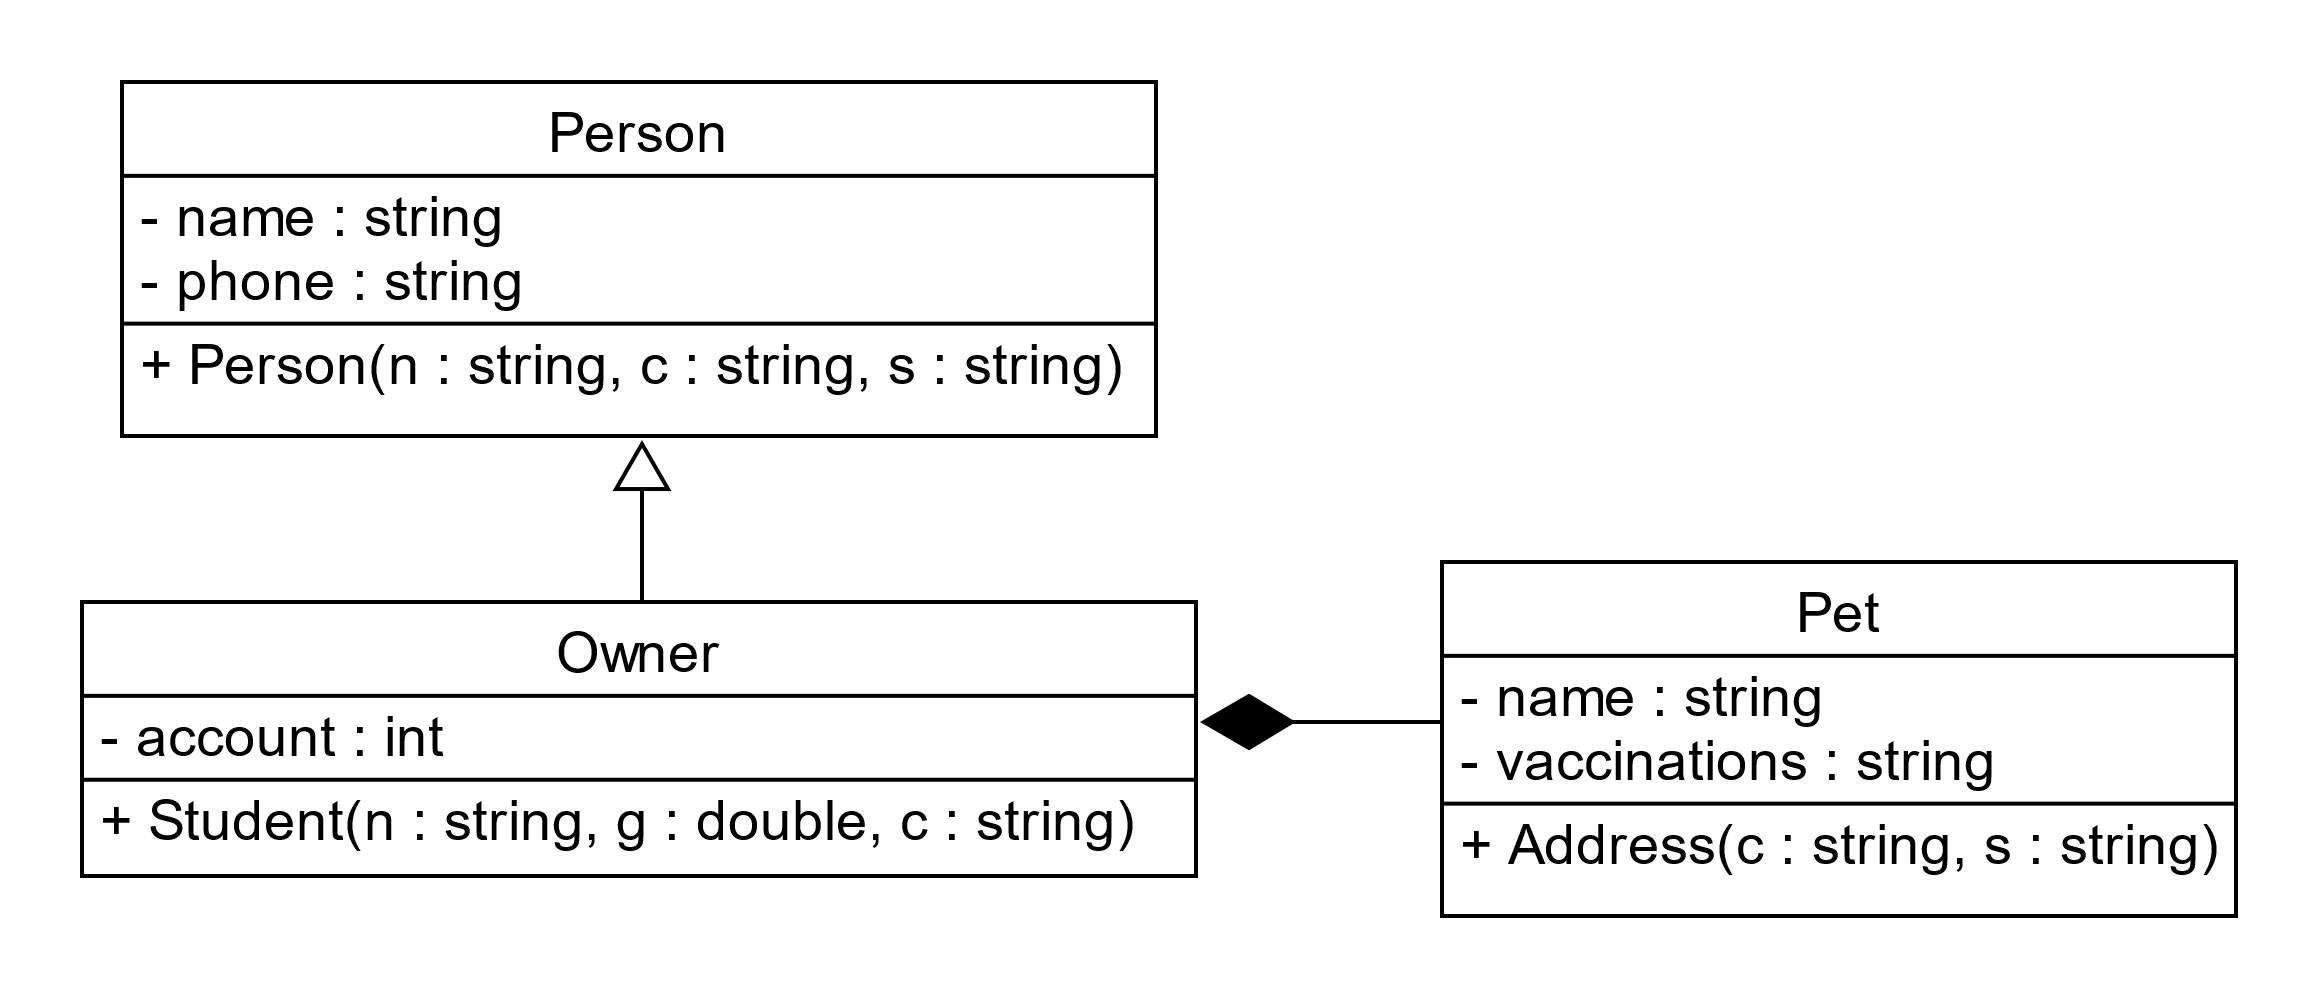 Person
- name : string
- phone : string
+ Person(n : string, c : string, s : string)
Owner
- account : int
+ Student(n : string, g : double, c : string)
Pet
- name : string
- vaccinations : string
+ Address(c : string, s : string)